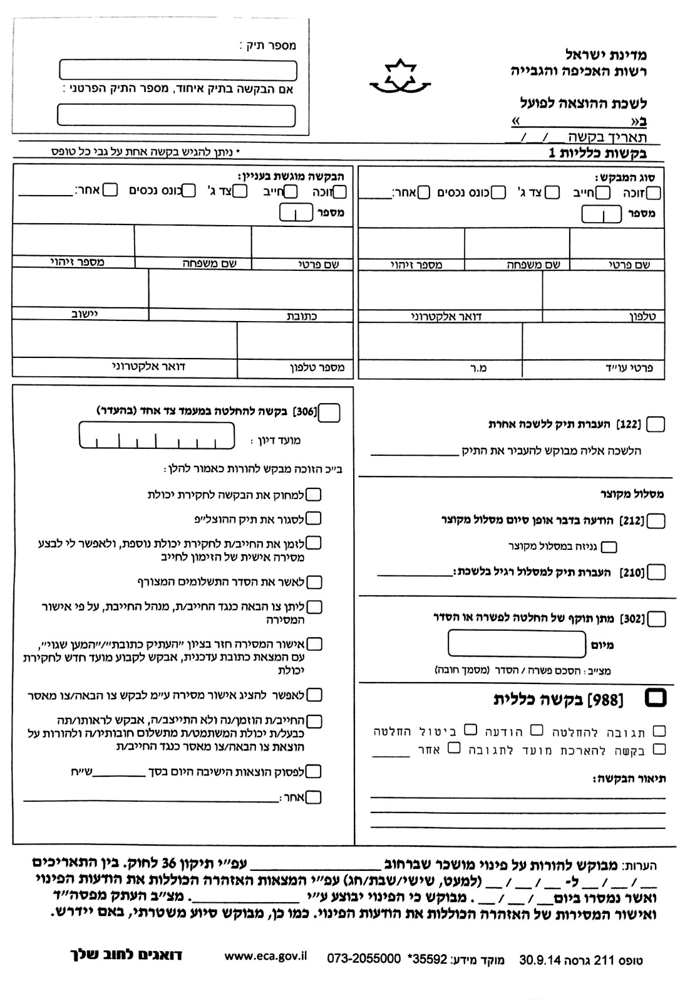 מדינת ישראל
רשות האכיפה והגבייה
לשכת ההוצאה לפועל
ב»____________«
תאריך בקשה ___/___/___
מספר תיק :
אם הבקשה בתיק איחוד, מספר התיק הפרטני :
בקשות כלליות 1
* ניתן להגיש בקשה אחת על גבי כל טופס
סוג המבקש:
זוכה חייב צד ג' כונס נכסים אחר:______
מספר
שם פרטי שם משפחה מספר זיהוי
טלפון דואר אלקטרוני
פרטי עו"ד מ.ר
הבקשה מוגשת בעניין:
זוכה חייב צד ג' כונס נכסים אחר:_________
מספר
שם פרטי שם משפחה מספר זיהוי
כתובת יישוב
מספר טלפון דואר אלקטרוני
[122] העברת תיק ללשכה אחרת
הלשכה אליה מבוקש להעביר את התיק ______________
מסלול מקוצר
[212] הודעה בדבר אופן סיום מסלול מקוצר
גניזה במסלול מקוצר
[210] העברת תיק למסלול רגיל בלשכת:____________
[302] מתן תוקף של החלטה לפשרה או הסדר
מיום
מצ"ב: הסכם פשרה / הסדר (מסמך חובה)
[988] בקשה כללית
תגובה להחלטה הודעה ביטול החלטה
בקשה להארכת מועד לתגובה אחר ______
תיאור הבקשה:
[306] בקשה להחלטה במעמד צד אחד (בהעדר)
מועד דיון :
ב"כ הזוכה מבקש להורות כאמור להלן:
למחוק את הבקשה לחקירת יכולת
לסגור את תיק ההוצל"פ
לזמן את החייב/ת לחקירת יכולת נוספת, ולאפשר לי לבצע
מסירה אישית של הזימון לחייב
לאשר את הסדר התשלומים המצורף
ליתן צו הבאה כנגד החייב/ת, מנהל החייבת, על פי אישור
המסירה
אישור המסירה חזר בציון "העתיק כתובת"/"המען שגוי",
עם המצאת כתובת עדכנית, אבקש לקבוע מועד חדש לחקירת
יכולת
לאפשר להציג אישור מסירה ע"מ לבקש צו הבאה/צו מאסר
החייב/ת הוזמן/נה ולא התייצב/ה, אבקש לראותו/תה
כבעל/ת יכולת המשתמט/ת מתשלום חובותיו/ה ולהורות על
הוצאת צו הבאה/צו מאסר כנגד החייב/ת
לפסוק הוצאות הישיבה היום בסך _________ש"ח
אחר:________________________________
הערות: מבוקש להורות על פינוי מושכר שברחוב ____________________ עפ"י תיקון 36 לחוק. בין התאריכים
__ / __ / __ ל- __ / __ / __ (למעט, שישי/שבת/חג) עפ"י המצאות האזהרה הכוללות את הודעות הפינוי
ואשר נמסרו ביום__ / __ / __ . מבוקש כי הפינוי יבוצע ע"י ________________. מצ"ב העתק מפסה"ד
ואישור המסירות של האזהרה הכוללות את הודעות הפינוי. כמו כן, מבוקש סיוע משטרתי, באם יידרש.
טופס 211 גרסה 30.9.14 מוקד מידע: 35592* 073-2055000 www.eca.gov.il דואגים לחוב שלך